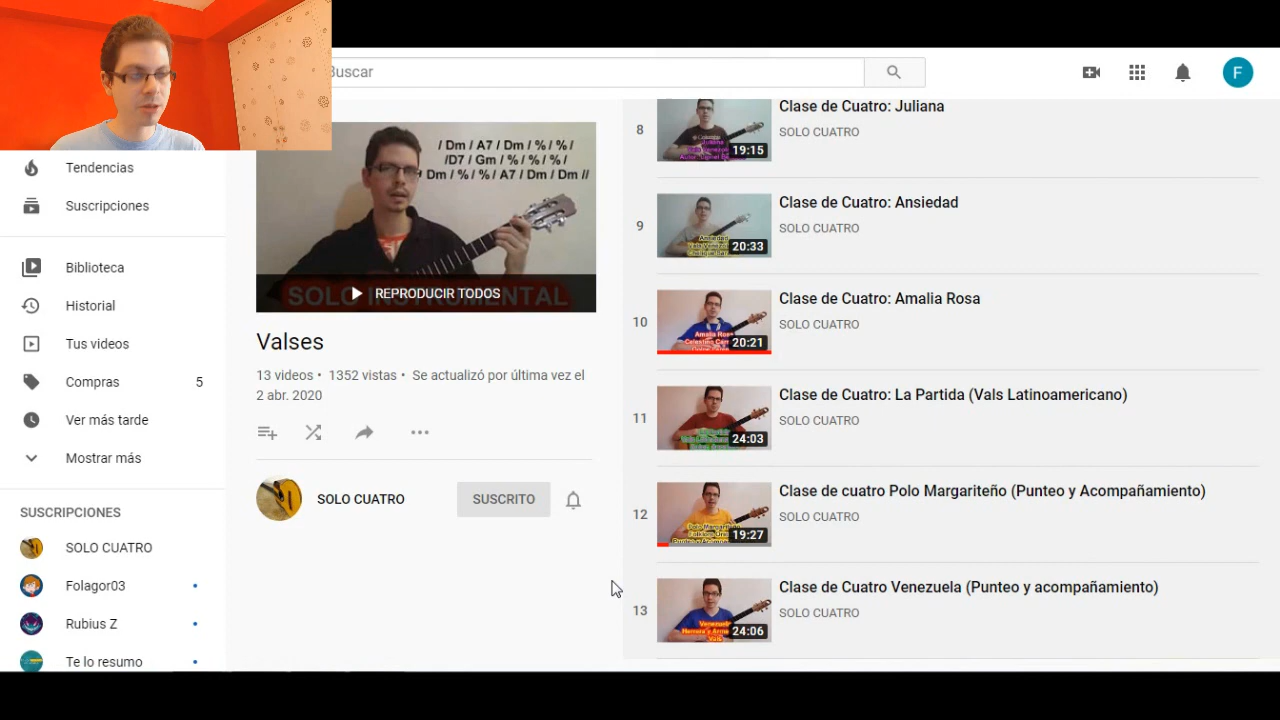 Buscar
F
Tendencias
Suscripciones
Biblioteca
Historial
Tus videos
Compras 5
Ver más tarde
Mostrar más
SUSCRIPCIONES
SOLO CUATRO
Folagor03
Rubius Z
Te lo resumo
/ Dm / A7 / Dm / % / % /
/D7 / Gm / % / % / % /
Dm / % / % / A7 / Dm / Dm //
SOLO INSTRUMENTAL
REPRODUCIR TODOS
Valses
13 videos • 1352 vistas • Se actualizó por última vez el
2 abr. 2020
SOLO CUATRO
SUSCRITO
8
19:15
Clase de Cuatro: Juliana
SOLO CUATRO
9
20:33
Clase de Cuatro: Ansiedad
SOLO CUATRO
10
20:21
Clase de Cuatro: Amalia Rosa
SOLO CUATRO
11
24:03
Clase de Cuatro: La Partida (Vals Latinoamericano)
SOLO CUATRO
12
19:27
Clase de cuatro Polo Margariteño (Punteo y Acompañamiento)
SOLO CUATRO
13
24:06
Clase de Cuatro Venezuela (Punteo y acompañamiento)
SOLO CUATRO